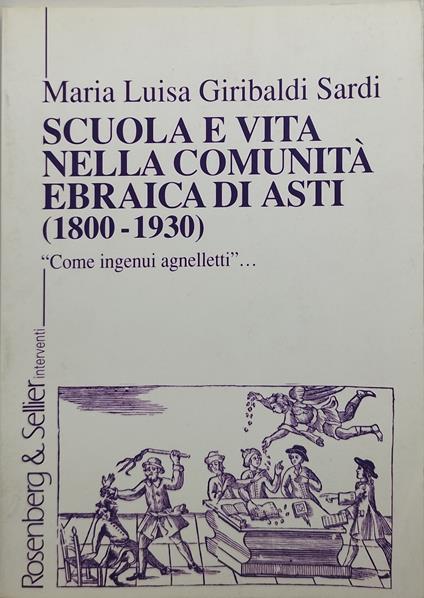 Maria Luisa Giribaldi Sardi
SCUOLA E VITA
NELLA COMUNITÀ
EBRAICA DI ASTI
(1800-1930)
“Come ingenui agnelletti”...
Rosenberg & Sellier interventi